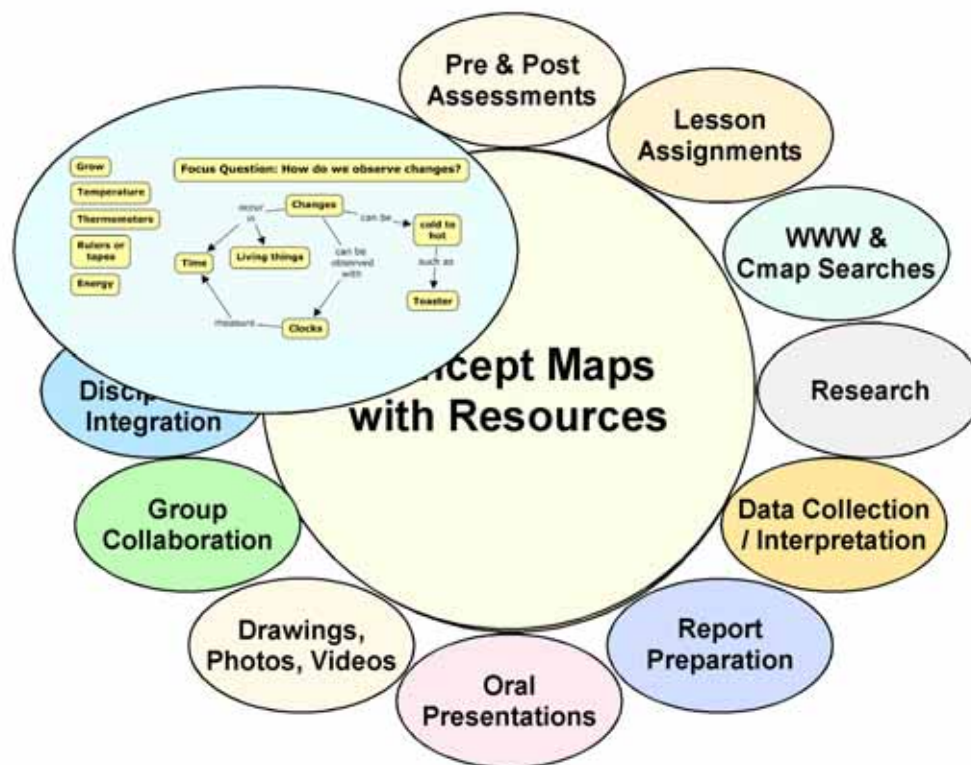 Pre & Post
Assessments
Lesson
Assignments
WWW &
Cmap Searches
Research
Data Collection
/ Interpretation
Report
Preparation
Oral
Presentations
Drawings,
Photos, Videos
Group
Collaboration
Integration
Maps
with Resources
Focus Question: How do we observe changes?
Grow
Temperature
Thermometers
Rulers or
tapes
Energy
Changes
occur
in
can be
cold to
hot
Time
Living things
can be
observed
with
such as
Toaster
measure
Clocks